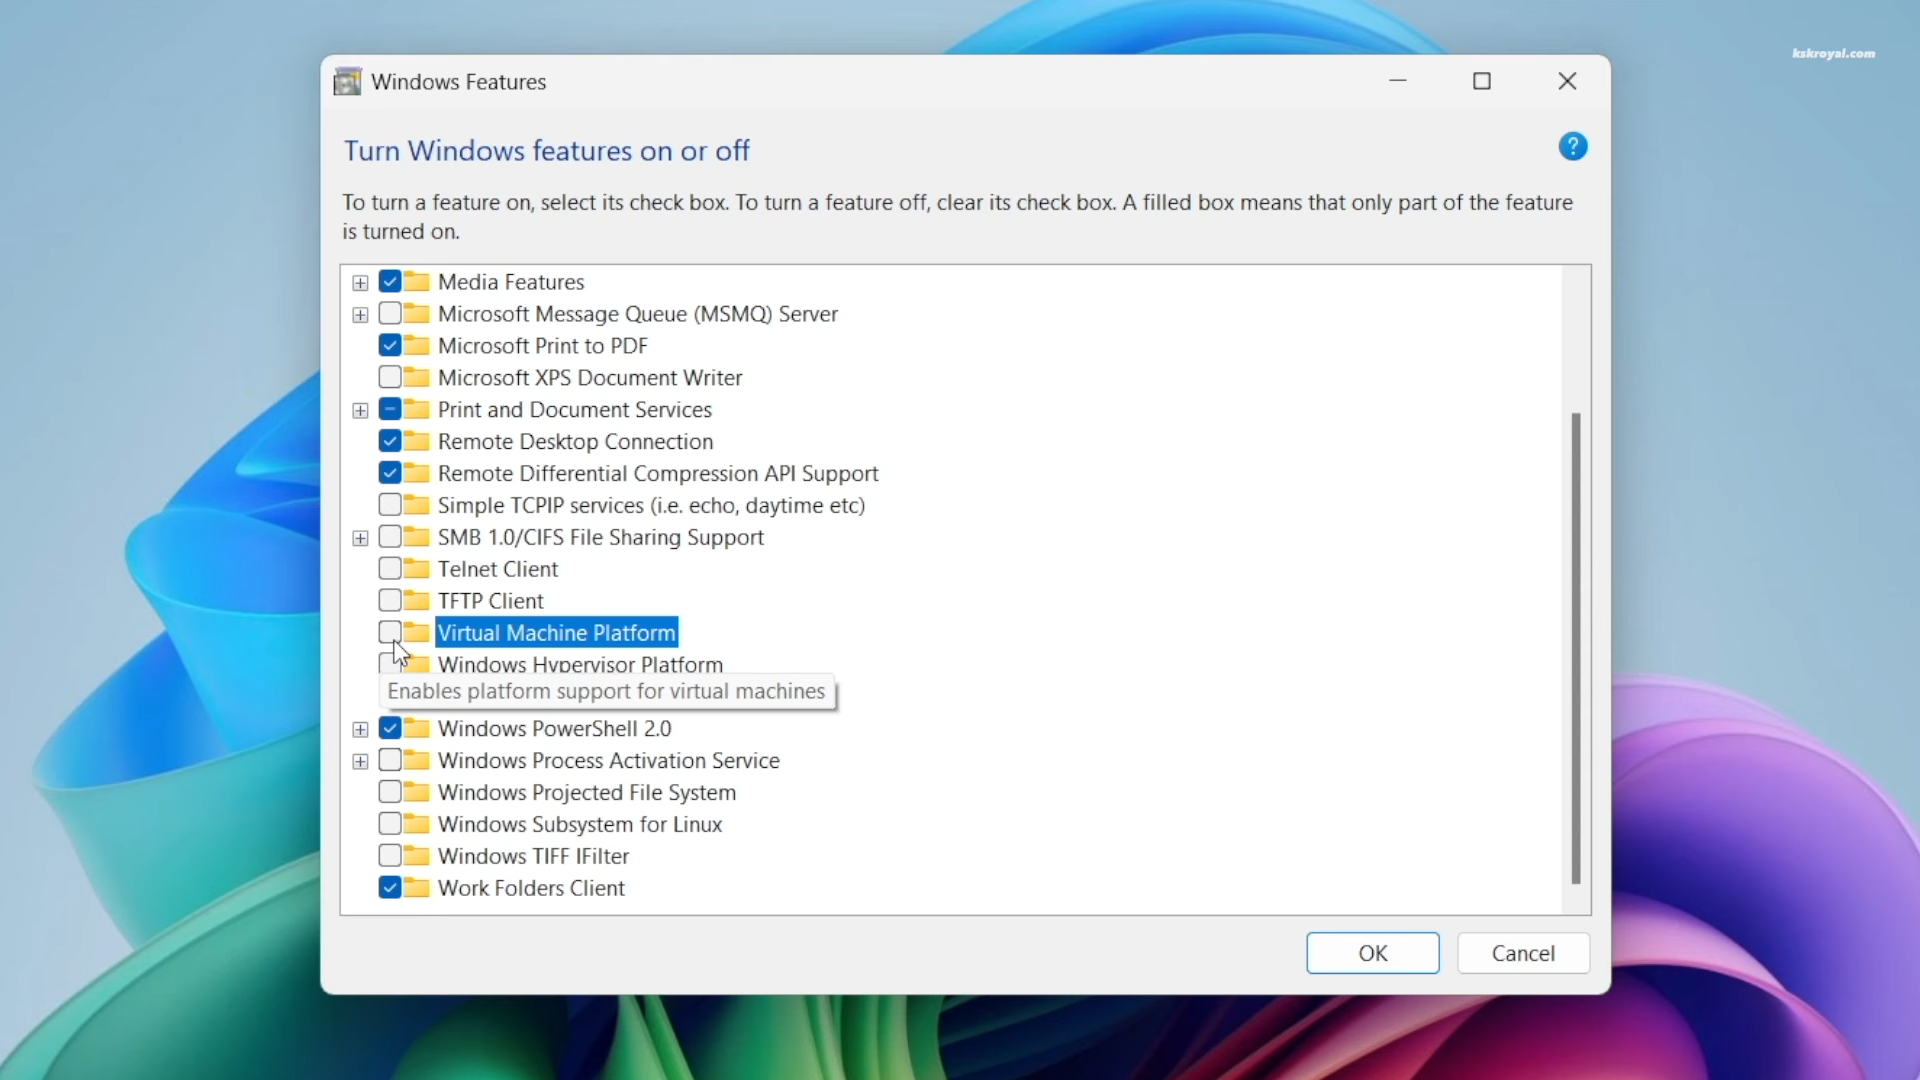 kskroyal.com
Windows Features
Turn Windows features on or off
?
To turn a feature on, select its check box. To turn a feature off, clear its check box. A filled box means that only part of the feature
is turned on.
Media Features
Microsoft Message Queue (MSMQ) Server
Microsoft Print to PDF
Microsoft XPS Document Writer
Print and Document Services
Remote Desktop Connection
Remote Differential Compression API Support
Simple TCPIP services (i.e. echo, daytime etc)
SMB 1.0/CIFS File Sharing Support
Telnet Client
TFTP Client
Virtual Machine Platform
Windows Hypervisor Platform
Enables platform support for virtual machines
Windows PowerShell 2.0
Windows Process Activation Service
Windows Projected File System
Windows Subsystem for Linux
Windows TIFF IFilter
Work Folders Client
OK
Cancel